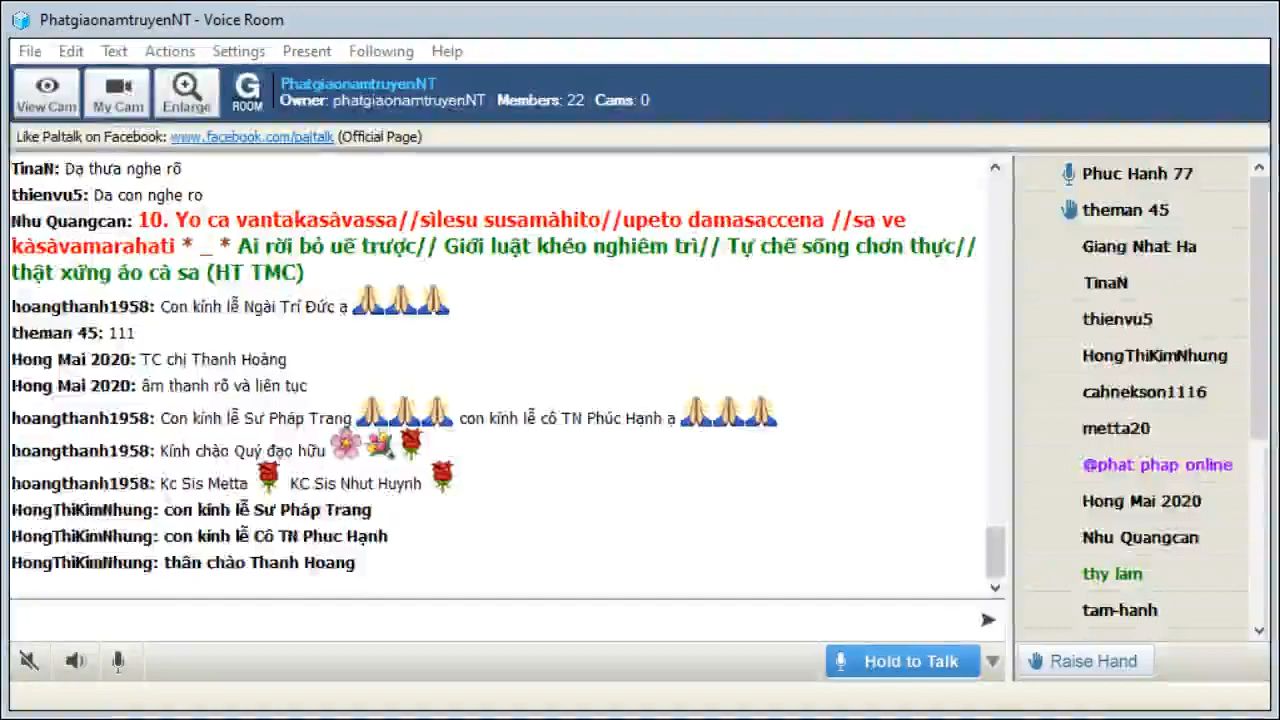 PhatgiaonamtruyenNT - Voice Room
File Edit Text Actions Settings Present Following Help
View Cam My Cam Enlarge G ROOM
PhatgiaonamtruyenNT
Owner: phatgiaonamtruyenNT Members: 22 Cams: 0
Like Paltalk on Facebook: www.facebook.com/paltalk (Official Page)
TinaN: Dạ thưa nghe rõ
thienvu5: Da con nghe ro
Nhu Quangcan: 10. Yo ca vantakasàvassa//sìlesu susamàhito//upeto damasaccena //sa ve
kàsàvamarahati * _ * Ai rời bỏ uế trược// Giới luật khéo nghiêm trì// Tự chế sống chơn thực//
thật xứng áo cà sa (HT TMC)
hoangthanh1958: Con kính lễ Ngài Trí Đức ạ
theman 45: 111
Hong Mai 2020: TC chị Thanh Hoàng
Hong Mai 2020: âm thanh rõ và liên tục
hoangthanh1958: Con kính lễ Sư Pháp Trang con kính lễ cô TN Phúc Hạnh ạ
hoangthanh1958: Kính chào Quý đạo hữu
hoangthanh1958: Kc Sis Metta KC Sis Nhut Huynh
HongThiKimNhung: con kính lễ Sư Pháp Trang
HongThiKimNhung: con kính lễ Cô TN Phuc Hạnh
HongThiKimNhung: thân chào Thanh Hoang
Phuc Hanh 77
theman 45
Giang Nhat Ha
TinaN
thienvu5
HongThiKimNhung
cahnekson1116
metta20
@phat phap online
Hong Mai 2020
Nhu Quangcan
thy lam
tam-hanh
Hold to Talk
Raise Hand